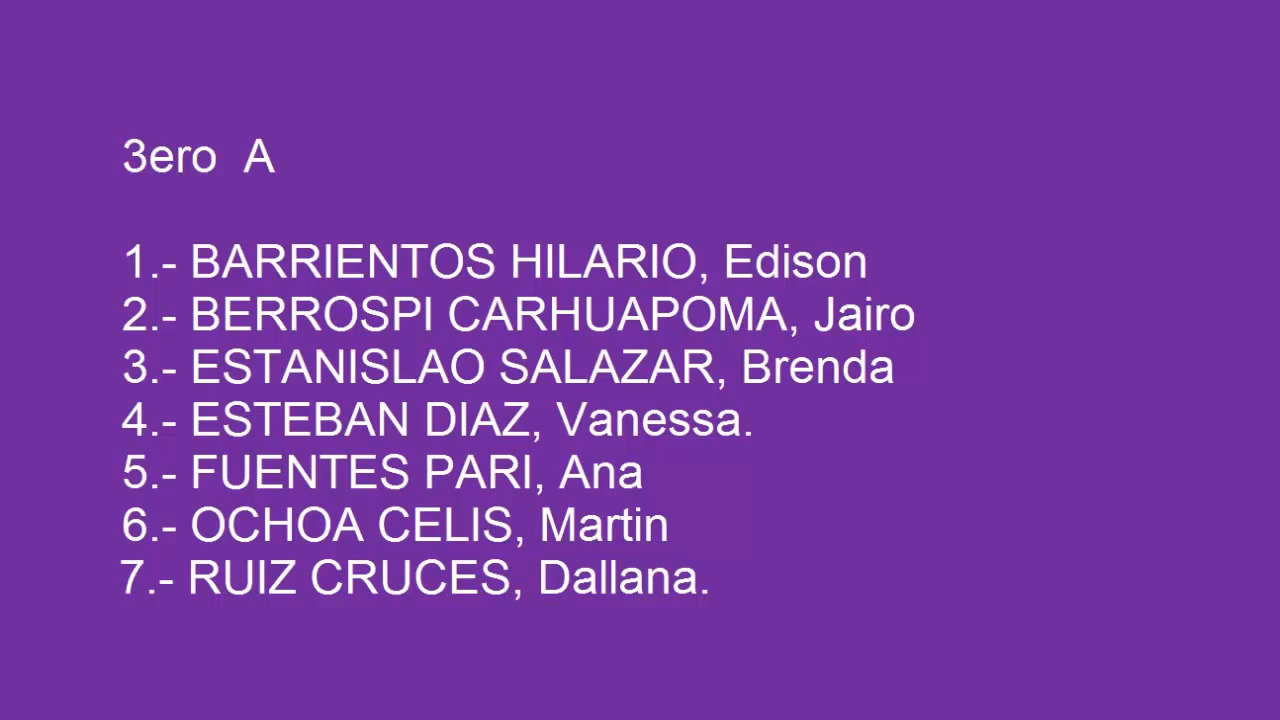 3ero A
1.- BARRIENTOS HILARIO, Edison
2.- BERROSPI CARHUAPOMA, Jairo
3.- ESTANISLAO SALAZAR, Brenda
4.- ESTEBAN DIAZ, Vanessa.
5.- FUENTES PARI, Ana
6.- OCHOA CELIS, Martin
7.- RUIZ CRUCES, Dallana.